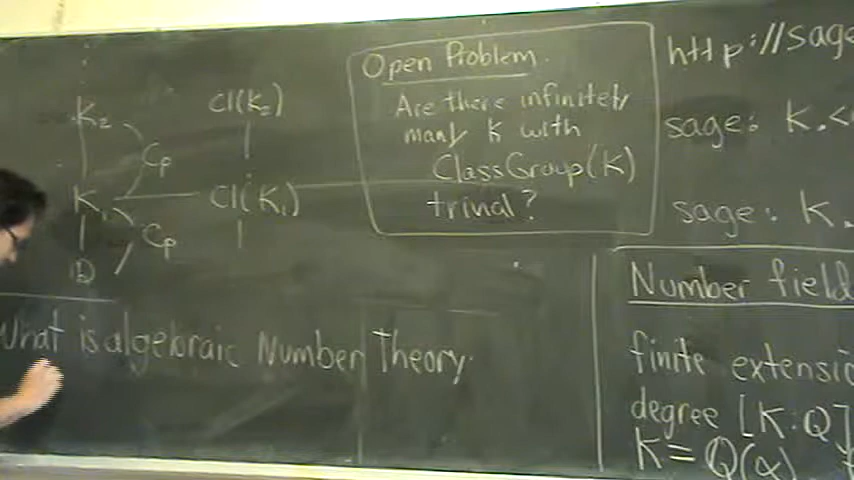 K₂ Cl(K₂)
Cp
K₁ Cl(K₁)
Cp
Q
Open Problem.
Are there infinitely
many K with
ClassGroup(K)
trivial?
http://sage
sage: K.<
sage: K.
What is algebraic Number Theory
Number field
finite extensio
degree [K:Q]
K = Q(α)